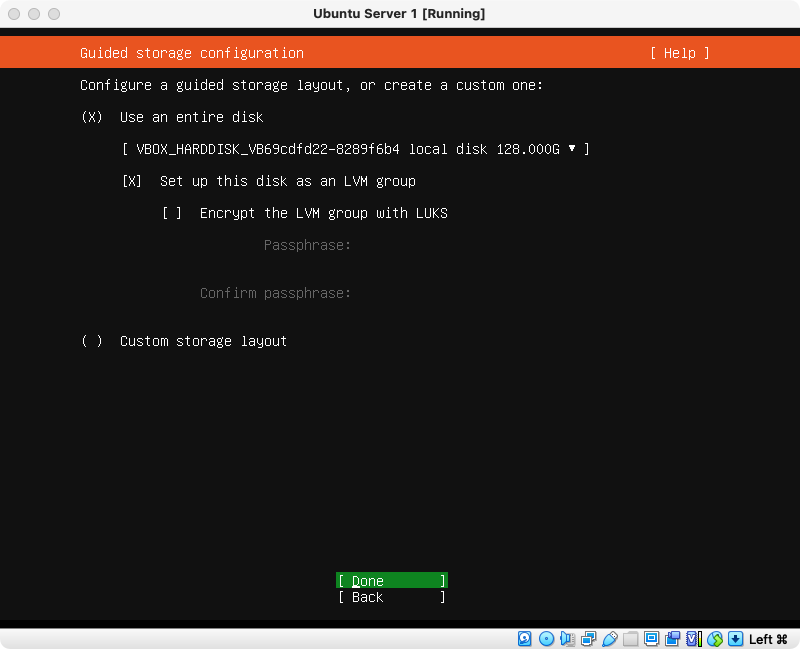 Ubuntu Server 1 [Running]
Guided storage configuration [ Help ]
Configure a guided storage layout, or create a custom one:
(X) Use an entire disk
[ VBOX_HARDDISK_VB69cdfd22-8289f6b4 local disk 128.000G ▾ ]
[X] Set up this disk as an LVM group
[ ] Encrypt the LVM group with LUKS
Passphrase:
Confirm passphrase:
( ) Custom storage layout
[ Done ]
[ Back ]
Left ⌘